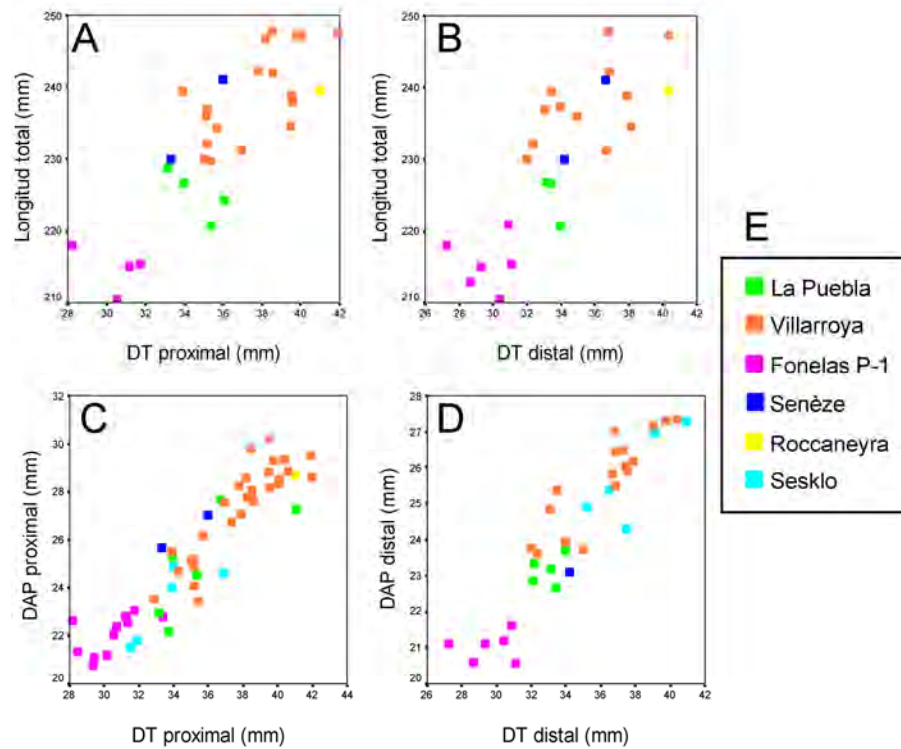 A
250
240
230
220
210
Longitud total (mm)
28 30 32 34 36 38 40 42
DT proximal (mm)
B
250
240
230
220
210
Longitud total (mm)
26 28 30 32 34 36 38 40 42
DT distal (mm)
E
La Puebla
Villarroya
Fonelas P-1
Senèze
Roccaneyra
Sesklo
C
32
30
28
26
24
22
20
DAP proximal (mm)
28 30 32 34 36 38 40 42 44
DT proximal (mm)
D
28
27
26
25
24
23
22
21
20
DAP distal (mm)
26 28 30 32 34 36 38 40 42
DT distal (mm)